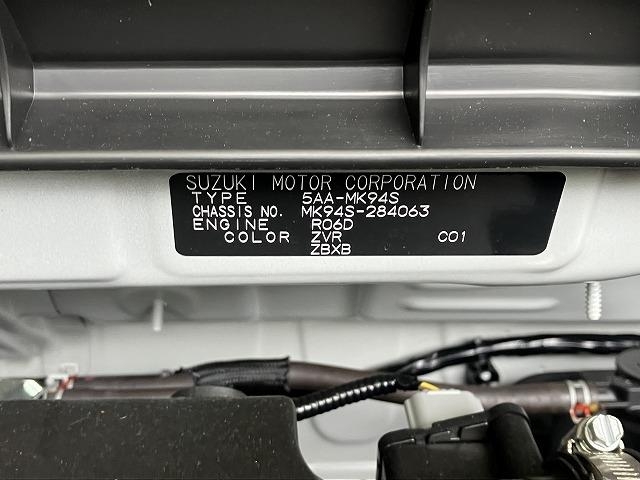 SUZUKI MOTOR CORPORATION
TYPE 5AA-MK94S
CHASSIS NO. MK94S-284063
ENGINE R06D
COLOR ZVR C01
ZBXB